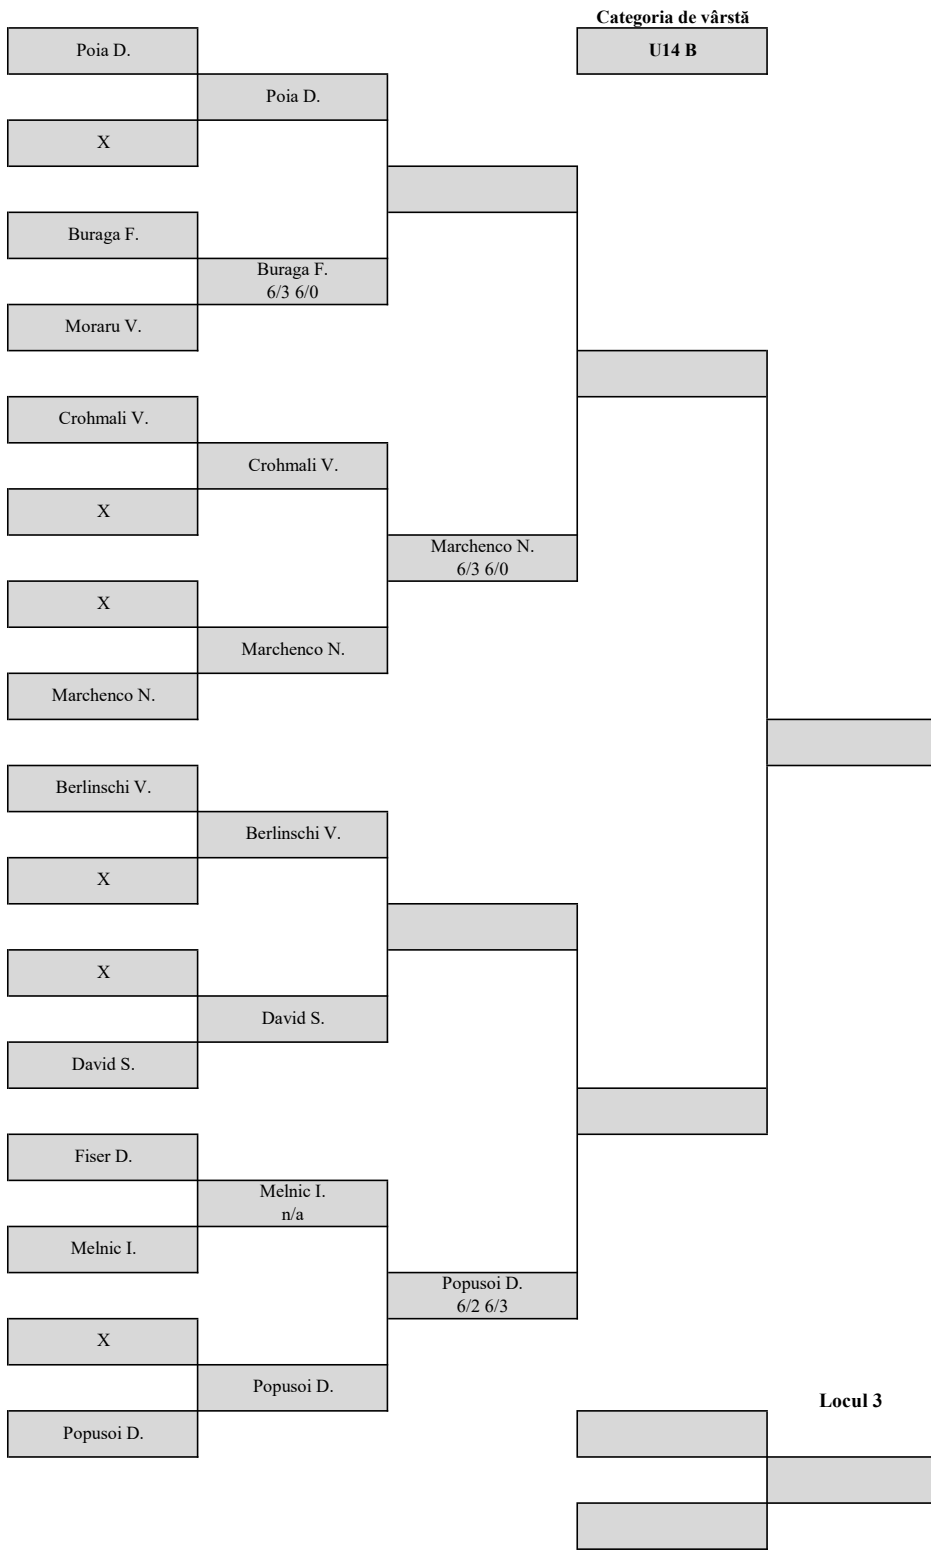 Categoria de vârstă
Poia D.
U14 B
Poia D.
X
Buraga F.
Buraga F.
6/3 6/0
Moraru V.
Crohmali V.
Crohmali V.
X
Marchenco N.
6/3 6/0
X
Marchenco N.
Marchenco N.
Berlinschi V.
Berlinschi V.
X
X
David S.
David S.
Fiser D.
Melnic I.
n/a
Melnic I.
Popusoi D.
6/2 6/3
X
Popusoi D.
Locul 3
Popusoi D.